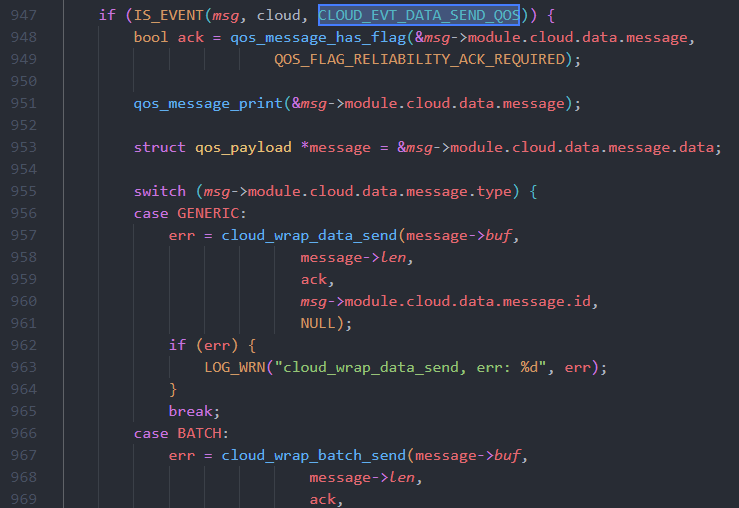 947 if (IS_EVENT(msg, cloud, CLOUD_EVT_DATA_SEND_QOS)) {
948 bool ack = qos_message_has_flag(&msg->module.cloud.data.message,
949 QOS_FLAG_RELIABILITY_ACK_REQUIRED);
950
951 qos_message_print(&msg->module.cloud.data.message);
952
953 struct qos_payload *message = &msg->module.cloud.data.message.data;
954
955 switch (msg->module.cloud.data.message.type) {
956 case GENERIC:
957 err = cloud_wrap_data_send(message->buf,
958 message->len,
959 ack,
960 msg->module.cloud.data.message.id,
961 NULL);
962 if (err) {
963 LOG_WRN("cloud_wrap_data_send, err: %d", err);
964 }
965 break;
966 case BATCH:
967 err = cloud_wrap_batch_send(message->buf,
968 message->len,
969 ack,